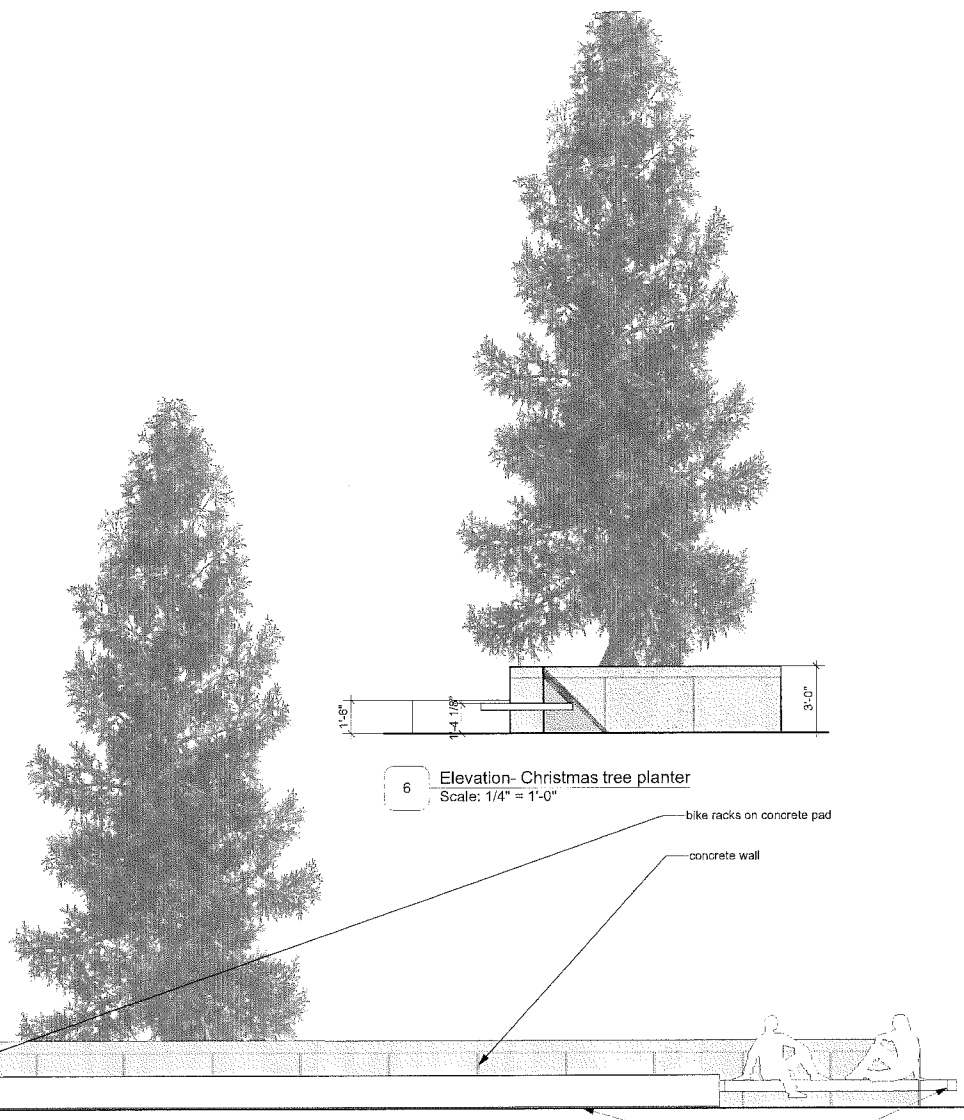 1'-6"
1'-4 1/8"
3'-0"
6
Elevation- Christmas tree planter
Scale: 1/4" = 1'-0"
bike racks on concrete pad
concrete wall